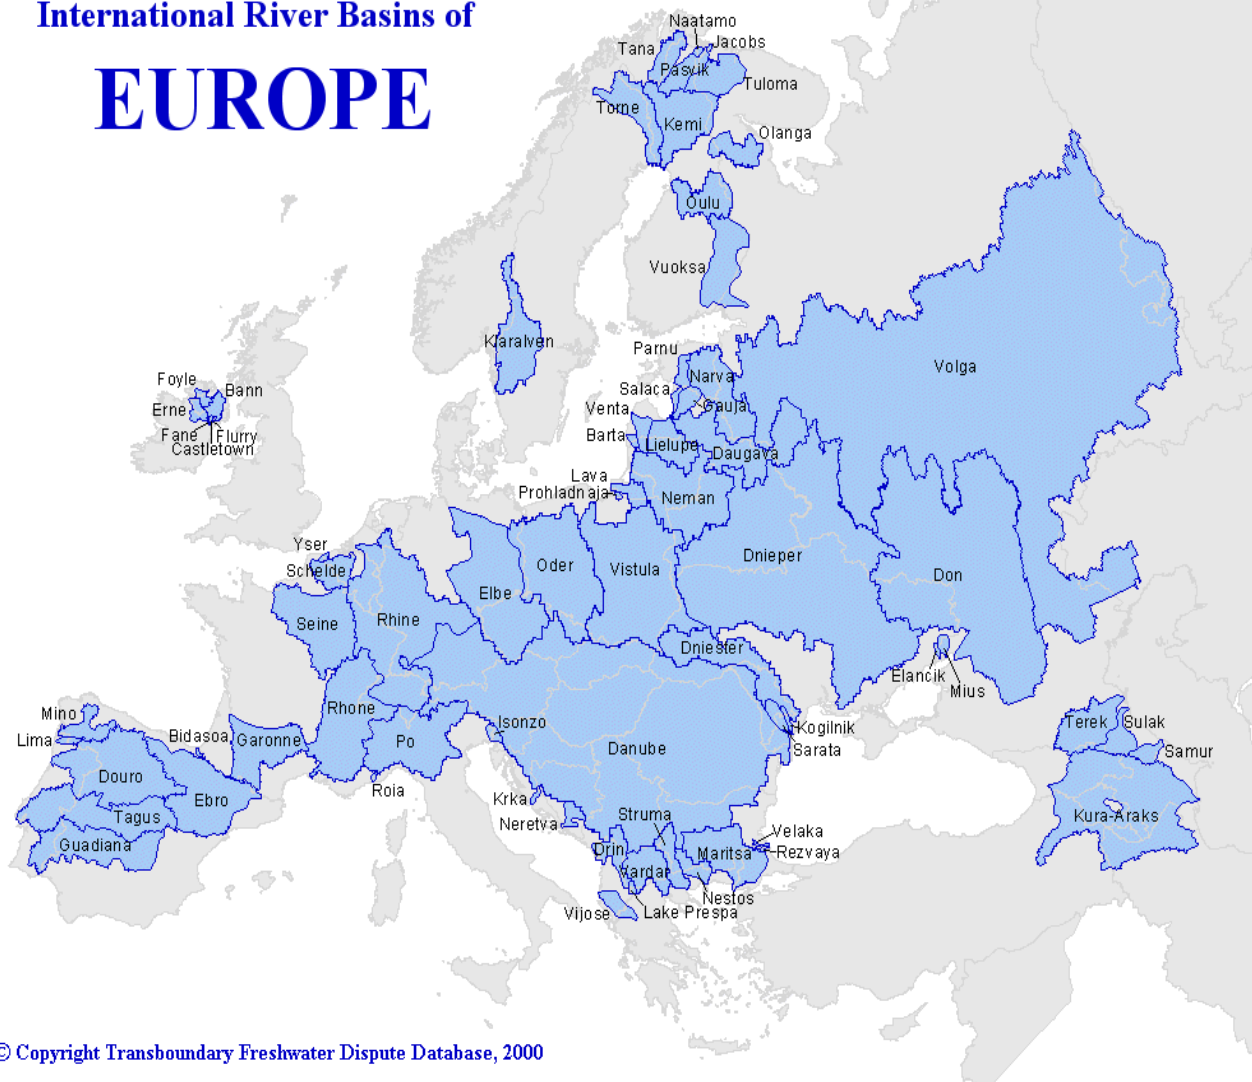 International River Basins of
EUROPE
Naatamo
Jacobs
Tana
Pasvik
Tuloma
Torne
Kemi
Olanga
Oulu
Vuoksa
Klaralven
Parnu
Narva
Volga
Salaca
Gauja
Venta
Barta
Lielupe
Daugava
Foyle
Bann
Erne
Fane
Flurry
Castletown
Lava
Prohladnaja
Neman
Yser
Schelde
Oder
Vistula
Dnieper
Don
Elbe
Seine
Rhine
Dniester
Elancik
Mius
Mino
Lima
Bidasoa
Garonne
Rhone
Po
Isonzo
Danube
Kogilnik
Sarata
Terek
Sulak
Samur
Douro
Ebro
Roia
Tagus
Guadiana
Krka
Neretva
Struma
Kura-Araks
Velaka
Rezvaya
Drin
Maritsa
Vardar
Nestos
Lake Prespa
Vijose
© Copyright Transboundary Freshwater Dispute Database, 2000